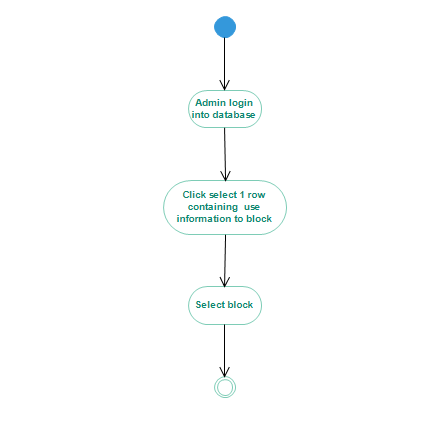 Admin login
into database
Click select 1 row
containing use
information to block
Select block